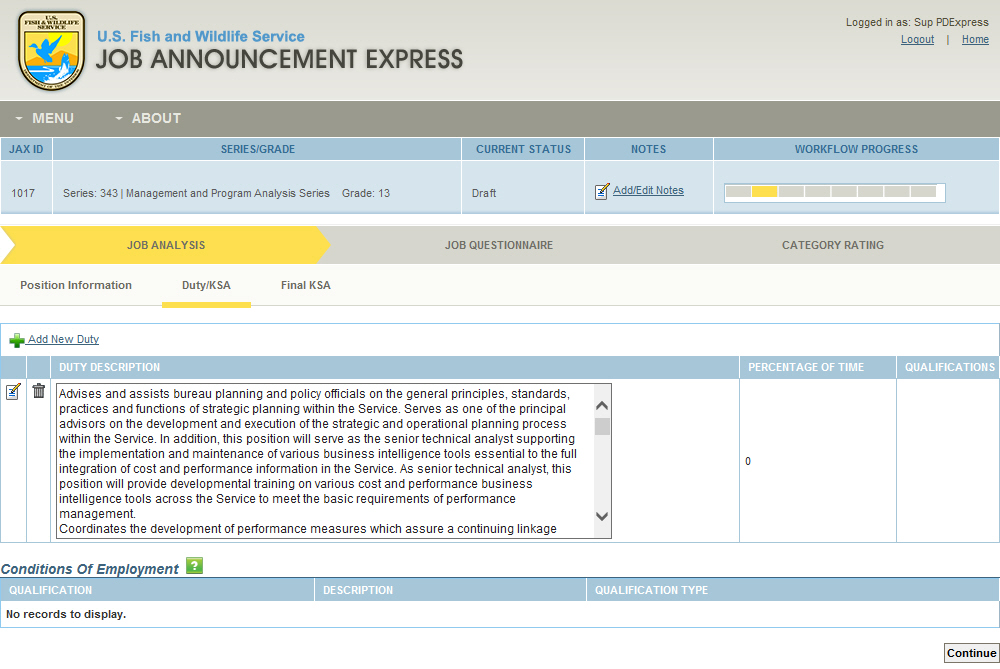 U.S.
FISH & WILDLIFE
SERVICE
DEPARTMENT OF THE INTERIOR
U.S. Fish and Wildlife Service
JOB ANNOUNCEMENT EXPRESS
Logged in as: Sup PDExpress
Logout | Home
MENU ABOUT
JAX ID SERIES/GRADE CURRENT STATUS NOTES WORKFLOW PROGRESS
1017 Series: 343 | Management and Program Analysis Series Grade: 13 Draft Add/Edit Notes
JOB ANALYSIS JOB QUESTIONNAIRE CATEGORY RATING
Position Information Duty/KSA Final KSA
Add New Duty
DUTY DESCRIPTION PERCENTAGE OF TIME QUALIFICATIONS
Advises and assists bureau planning and policy officials on the general principles, standards,
practices and functions of strategic planning within the Service. Serves as one of the principal
advisors on the development and execution of the strategic and operational planning process
within the Service. In addition, this position will serve as the senior technical analyst supporting
the implementation and maintenance of various business intelligence tools essential to the full
integration of cost and performance information in the Service. As senior technical analyst, this
position will provide developmental training on various cost and performance business
intelligence tools across the Service to meet the basic requirements of performance
management.
Coordinates the development of performance measures which assure a continuing linkage
0
Conditions Of Employment ?
QUALIFICATION DESCRIPTION QUALIFICATION TYPE
No records to display.
Continue